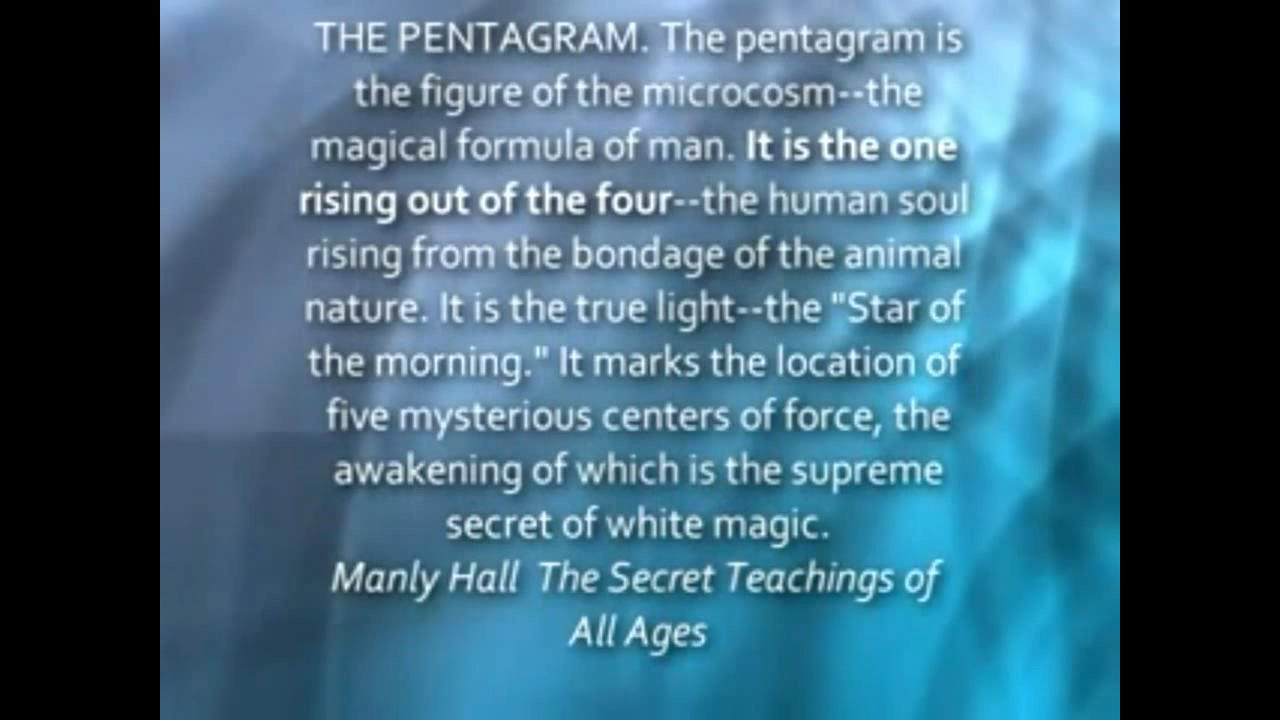 THE PENTAGRAM. The pentagram is
the figure of the microcosm--the
magical formula of man. It is the one
rising out of the four--the human soul
rising from the bondage of the animal
nature. It is the true light--the "Star of
the morning." It marks the location of
five mysterious centers of force, the
awakening of which is the supreme
secret of white magic.
Manly Hall  The Secret Teachings of
All Ages